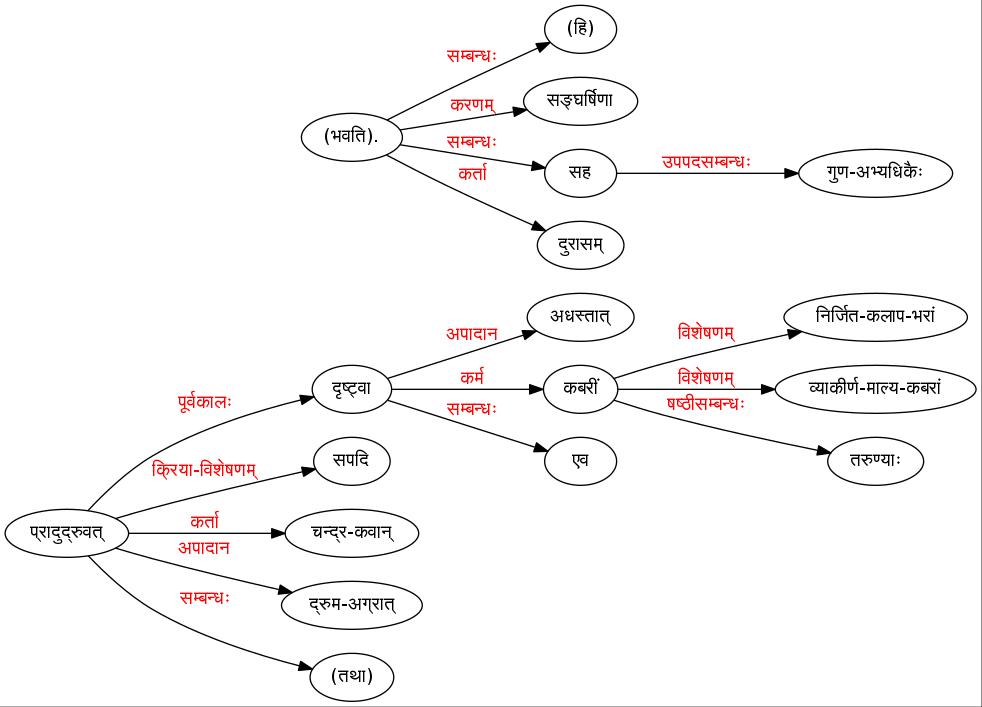 (हि)
सम्बन्धः
करणम्
सङ्घर्षिणा
(भवति).
सम्बन्धः
सह
उपपदसम्बन्धः
गुण-अभ्यधिकैः
कर्ता
दुरासम्
अधस्तात्
निर्जित-कलाप-भरां
अपादान
विशेषणम्
दृष्ट्वा
कर्म
कबरीं
विशेषणम्
व्याकीर्ण-माल्य-कबरां
पूर्वकालः
सम्बन्धः
षष्ठीसम्बन्धः
क्रिया-विशेषणम्
सपदि
एव
तरुण्याः
प्रादुद्रुवत्
कर्ता
चन्द्र-कवान्
अपादान
द्रुम-अग्रात्
सम्बन्धः
(तथा)